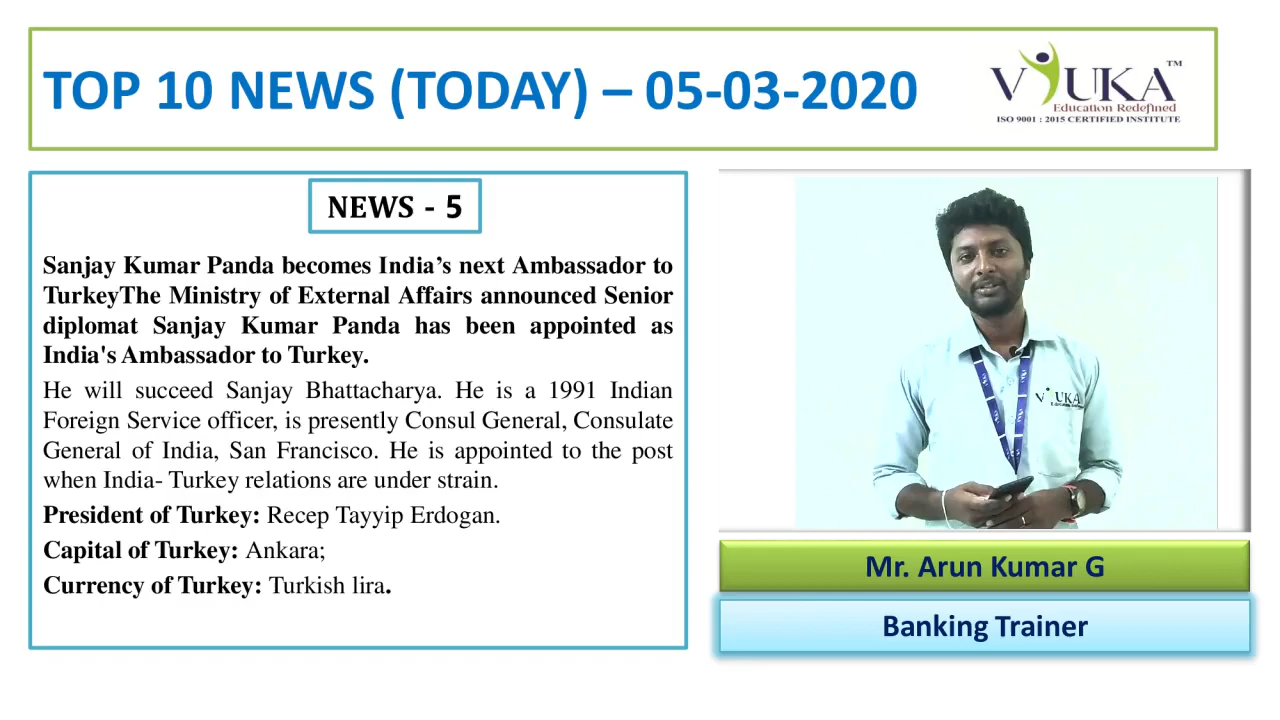 TOP 10 NEWS (TODAY) – 05-03-2020
VYUKA™
Education Redefined
ISO 9001 : 2015 CERTIFIED INSTITUTE
NEWS - 5
Sanjay Kumar Panda becomes India’s next Ambassador to
TurkeyThe Ministry of External Affairs announced Senior
diplomat Sanjay Kumar Panda has been appointed as
India's Ambassador to Turkey.
He will succeed Sanjay Bhattacharya. He is a 1991 Indian
Foreign Service officer, is presently Consul General, Consulate
General of India, San Francisco. He is appointed to the post
when India- Turkey relations are under strain.
President of Turkey: Recep Tayyip Erdogan.
Capital of Turkey: Ankara;
Currency of Turkey: Turkish lira.
VYUKA
Mr. Arun Kumar G
Banking Trainer